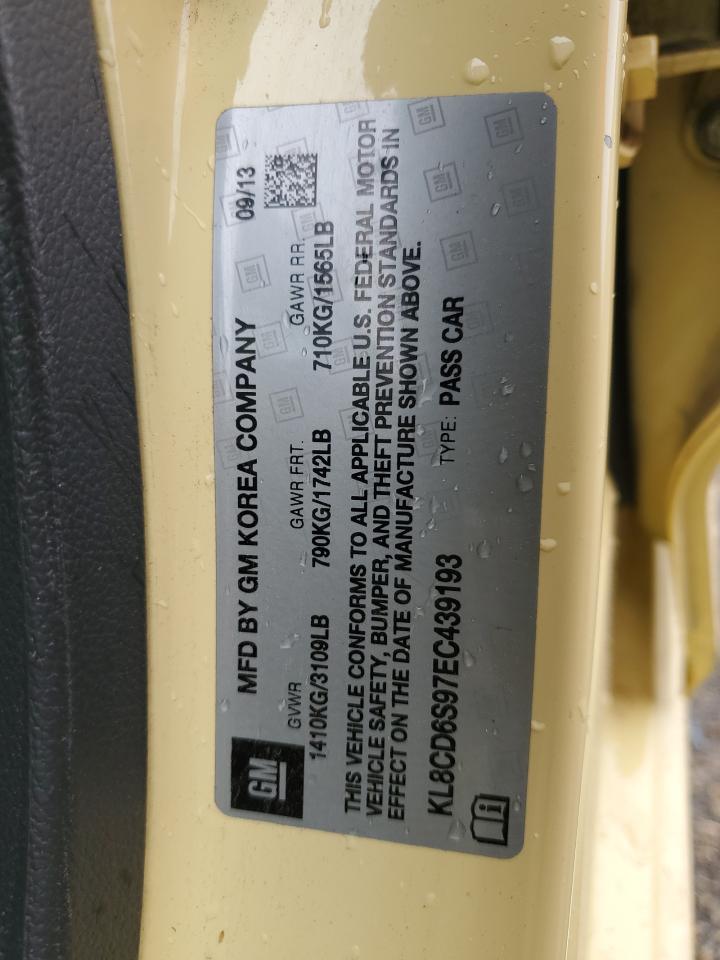 GM
MFD BY GM KOREA COMPANY 09/13
GVWR GAWR FRT. GAWR RR.
1410KG/3109LB 790KG/1742LB 710KG/1565LB
THIS VEHICLE CONFORMS TO ALL APPLICABLE U.S. FEDERAL MOTOR
VEHICLE SAFETY, BUMPER, AND THEFT PREVENTION STANDARDS IN
EFFECT ON THE DATE OF MANUFACTURE SHOWN ABOVE.
KL8CD6S97EC439193 TYPE: PASS CAR